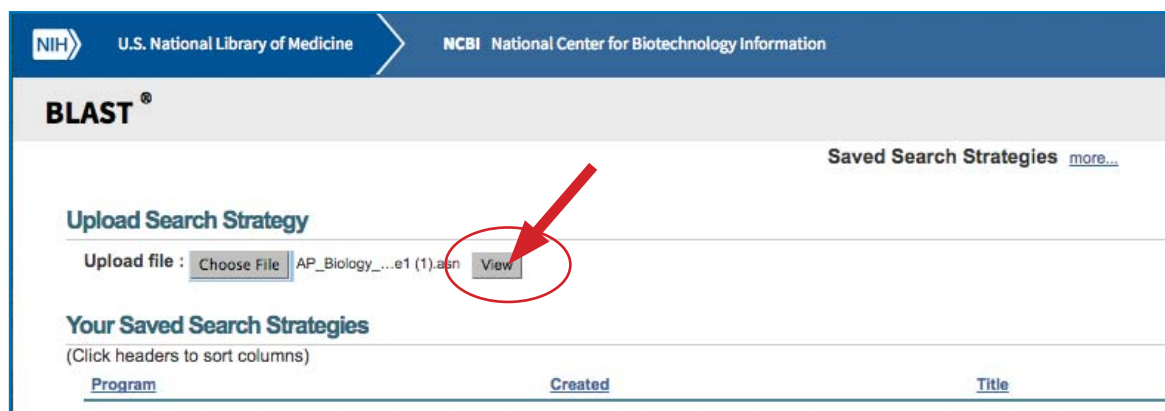 NIH U.S. National Library of Medicine NCBI National Center for Biotechnology Information
BLAST ®
Saved Search Strategies more...
Upload Search Strategy
Upload file : Choose File AP_Biology_...e1 (1).asn View
Your Saved Search Strategies
(Click headers to sort columns)
Program Created Title